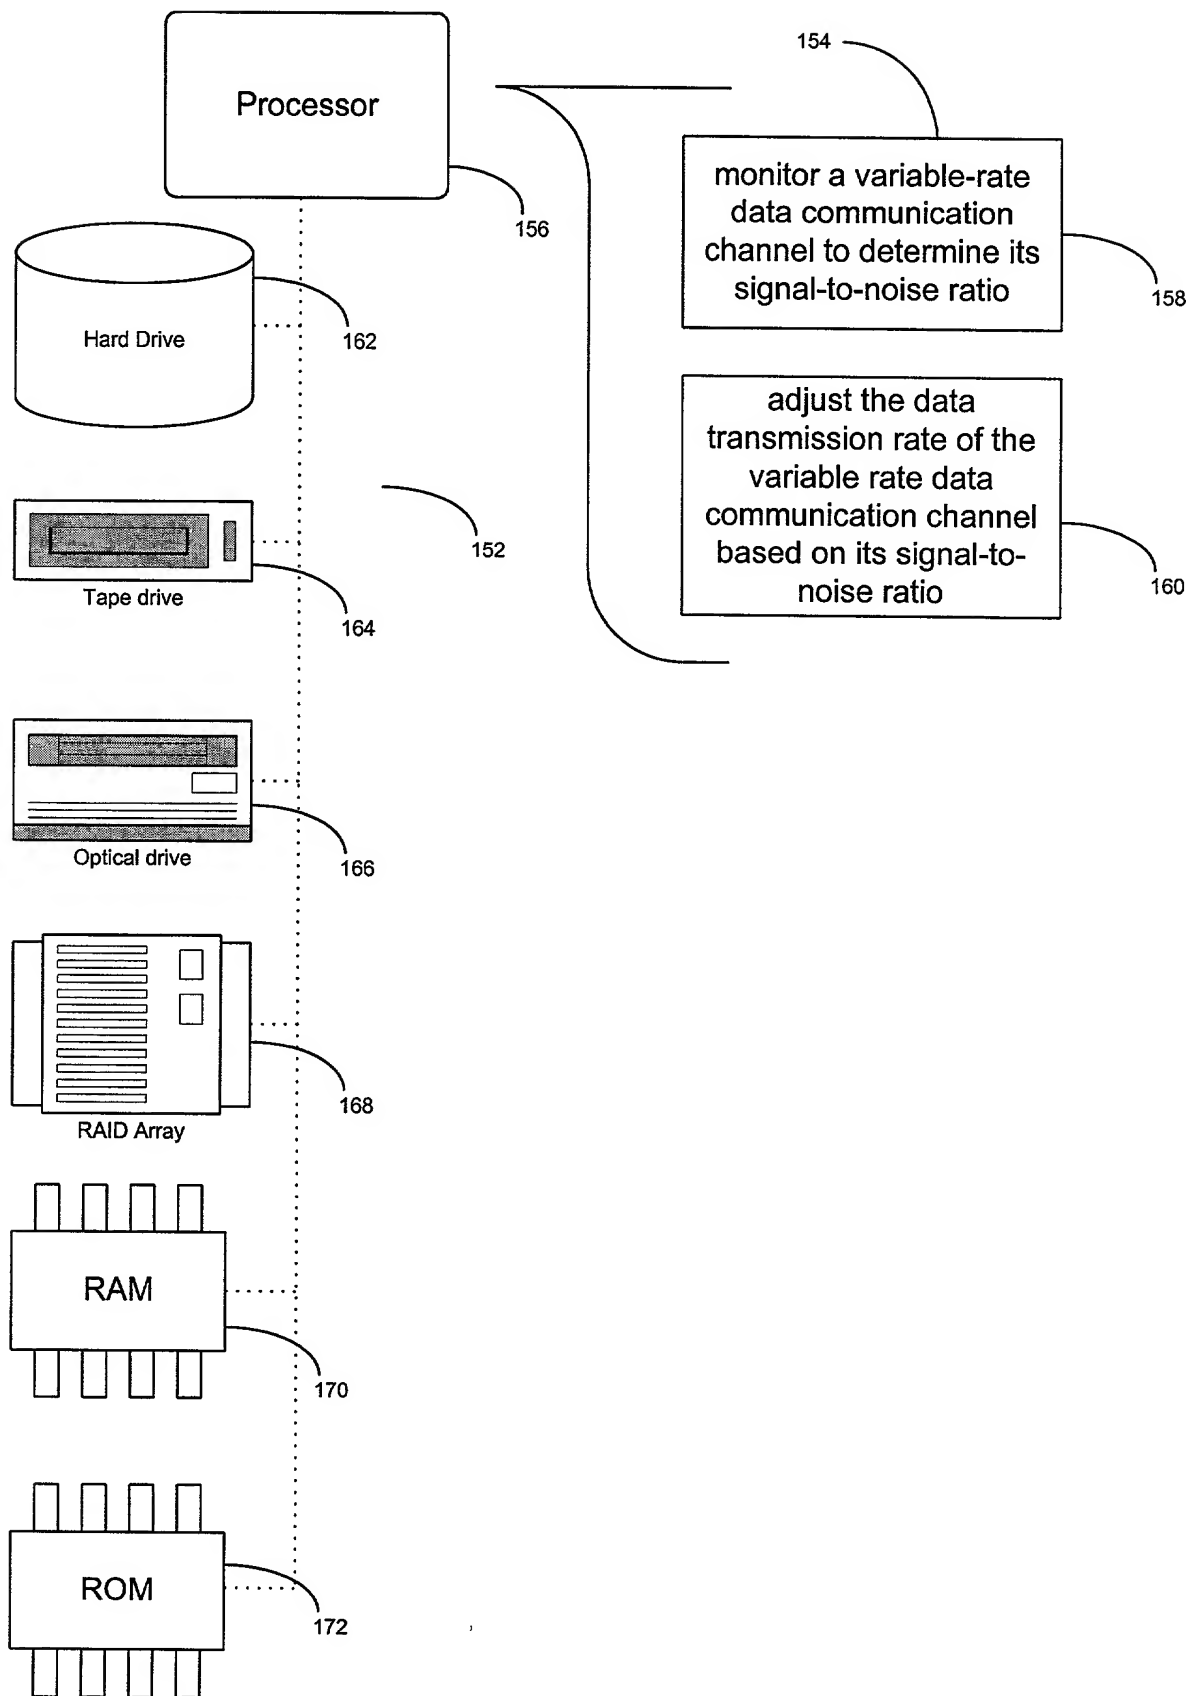 154
Processor
monitor a variable-rate
data communication
channel to determine its
signal-to-noise ratio
156
158
Hard Drive
162
adjust the data
transmission rate of the
variable rate data
communication channel
based on its signal-to-
noise ratio
152
160
Tape drive
164
Optical drive
166
168
RAID Array
RAM
170
ROM
172